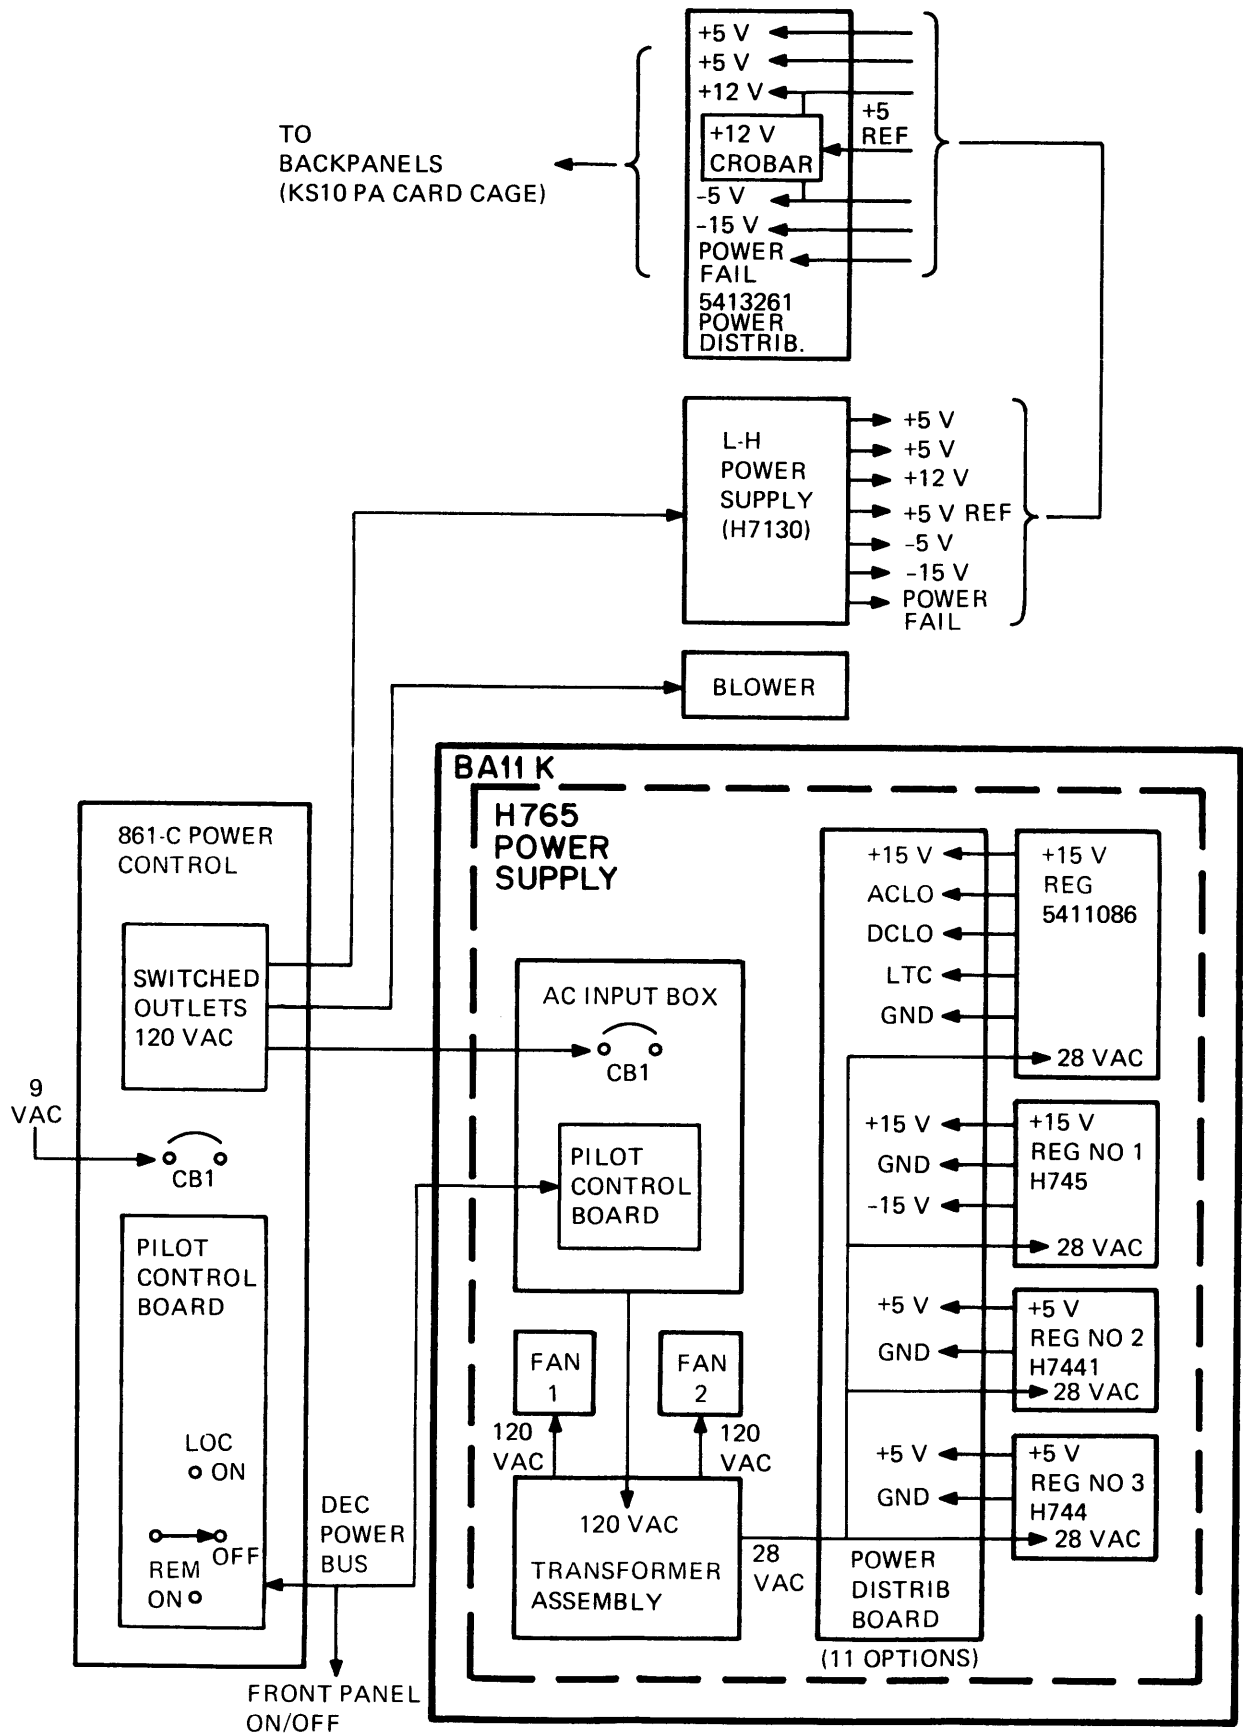 +5 V
+5 V
+12 V
+5
REF
+12 V
CROBAR
-5 V
-15 V
POWER
FAIL
5413261
POWER
DISTRIB.
TO
BACKPANELS
(KS10 PA CARD CAGE)
L-H
POWER
SUPPLY
(H7130)
+5 V
+5 V
+12 V
+5 V REF
-5 V
-15 V
POWER
FAIL
BLOWER
BA11 K
H765
POWER
SUPPLY
861-C POWER
CONTROL
SWITCHED
OUTLETS
120 VAC
9
VAC
CB1
PILOT
CONTROL
BOARD
LOC
ON
OFF
REM
ON
DEC
POWER
BUS
FRONT PANEL
ON/OFF
AC INPUT BOX
CB1
PILOT
CONTROL
BOARD
FAN
1
FAN
2
120
VAC
120
VAC
120 VAC
TRANSFORMER
ASSEMBLY
28
VAC
+15 V
ACLO
DCLO
LTC
GND
+15 V
REG
5411086
28 VAC
+15 V
GND
-15 V
+15 V
REG NO 1
H745
28 VAC
+5 V
GND
+5 V
REG NO 2
H7441
28 VAC
+5 V
GND
+5 V
REG NO 3
H744
28 VAC
POWER
DISTRIB
BOARD
(11 OPTIONS)